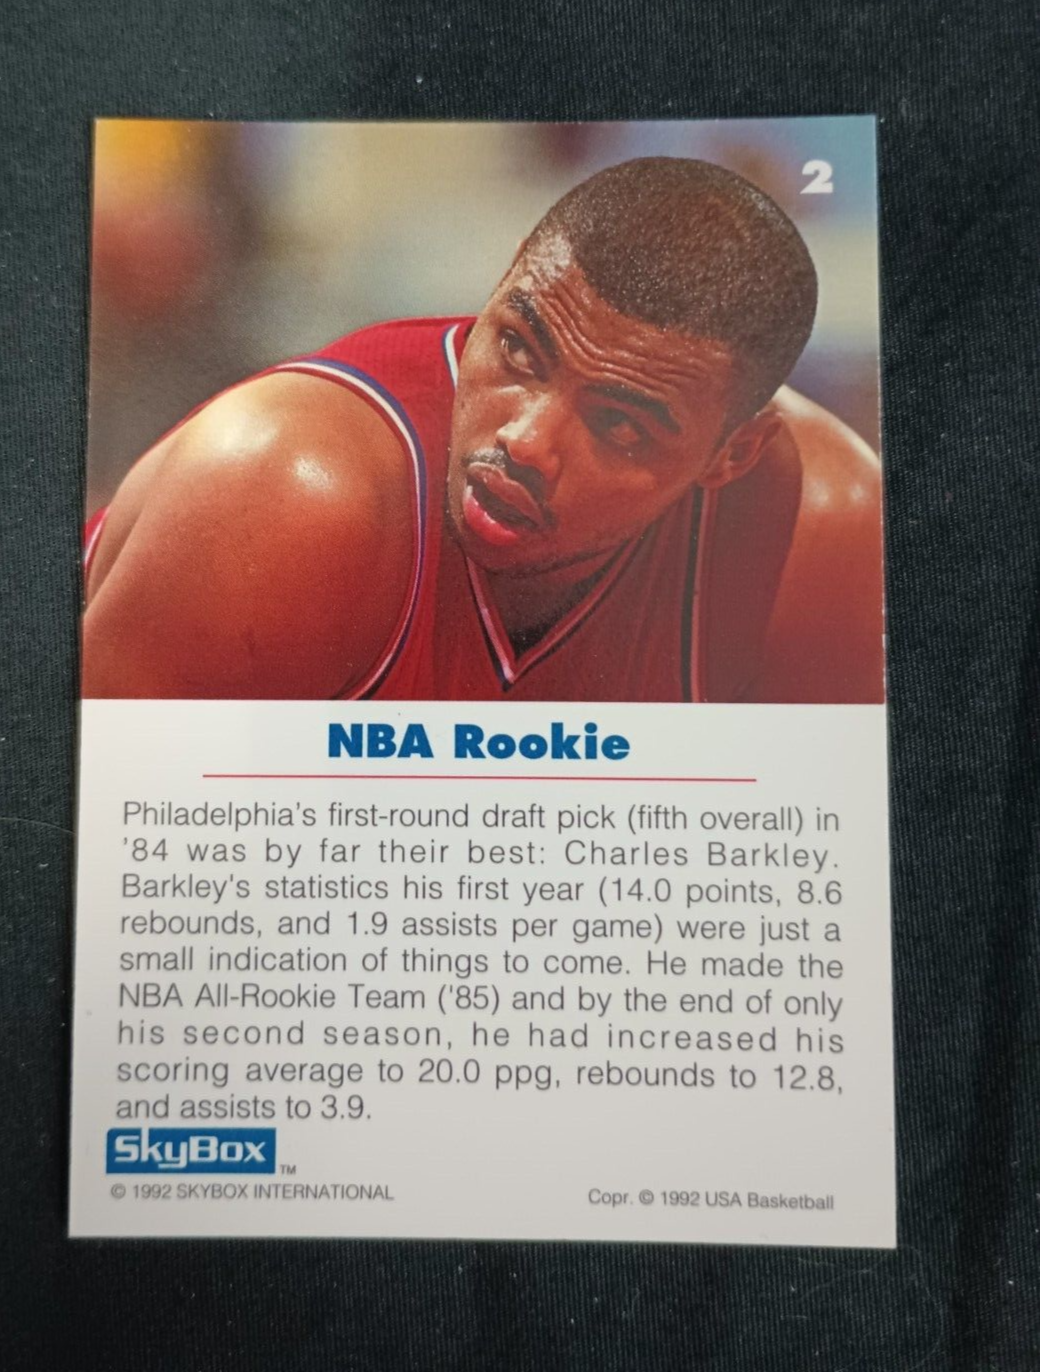 2
NBA Rookie
Philadelphia's first-round draft pick (fifth overall) in
'84 was by far their best: Charles Barkley.
Barkley's statistics his first year (14.0 points, 8.6
rebounds, and 1.9 assists per game) were just a
small indication of things to come. He made the
NBA All-Rookie Team ('85) and by the end of only
his second season, he had increased his
scoring average to 20.0 ppg, rebounds to 12.8,
and assists to 3.9.
SkyBox TM
© 1992 SKYBOX INTERNATIONAL
Copr. © 1992 USA Basketball